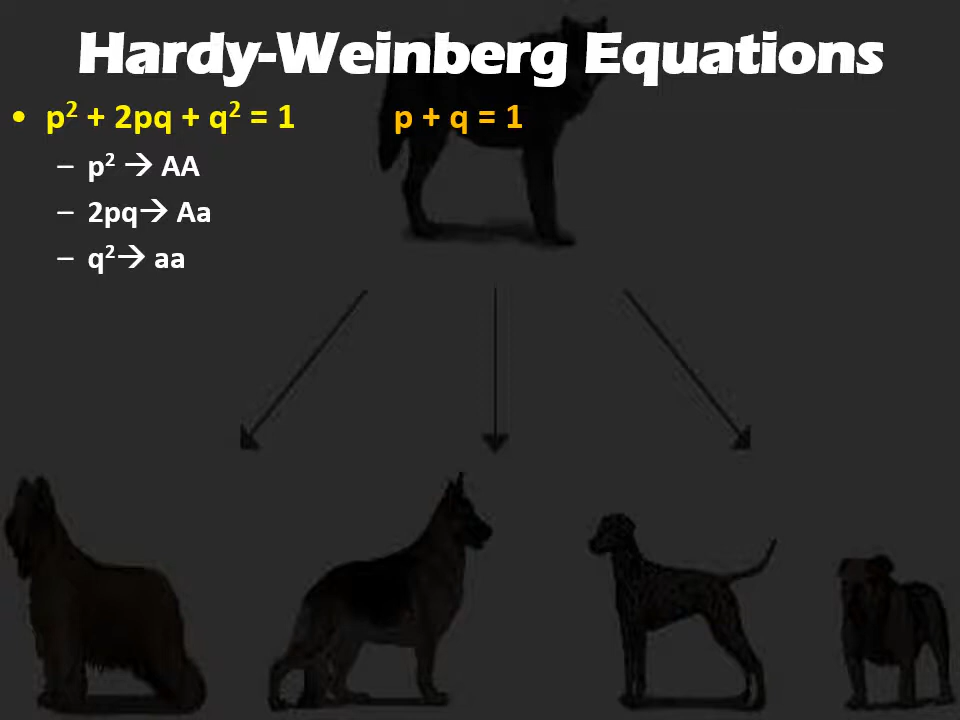 Hardy-Weinberg Equations
• p² + 2pq + q² = 1 p + q = 1
– p² → AA
– 2pq→ Aa
– q²→ aa